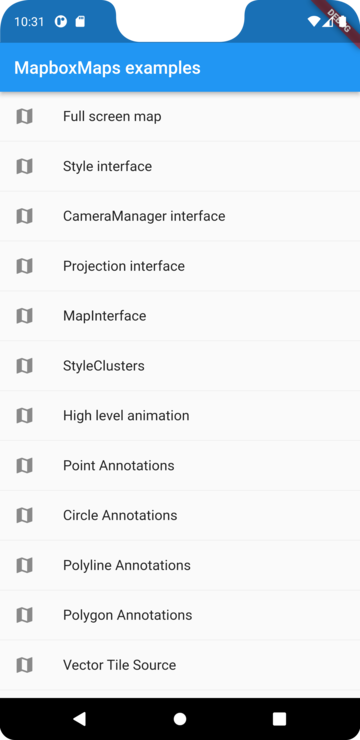 10:31
DEBUG
MapboxMaps examples
Full screen map
Style interface
CameraManager interface
Projection interface
MapInterface
StyleClusters
High level animation
Point Annotations
Circle Annotations
Polyline Annotations
Polygon Annotations
Vector Tile Source